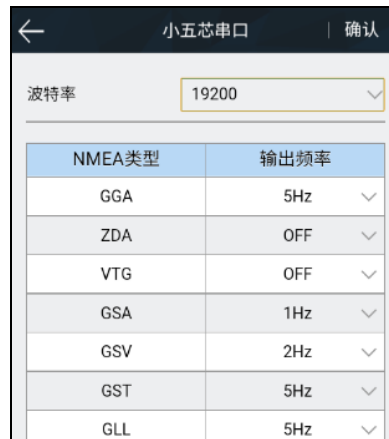 小五芯串口 确认
波特率 19200
NMEA类型 输出频率
GGA 5Hz
ZDA OFF
VTG OFF
GSA 1Hz
GSV 2Hz
GST 5Hz
GLL 5Hz